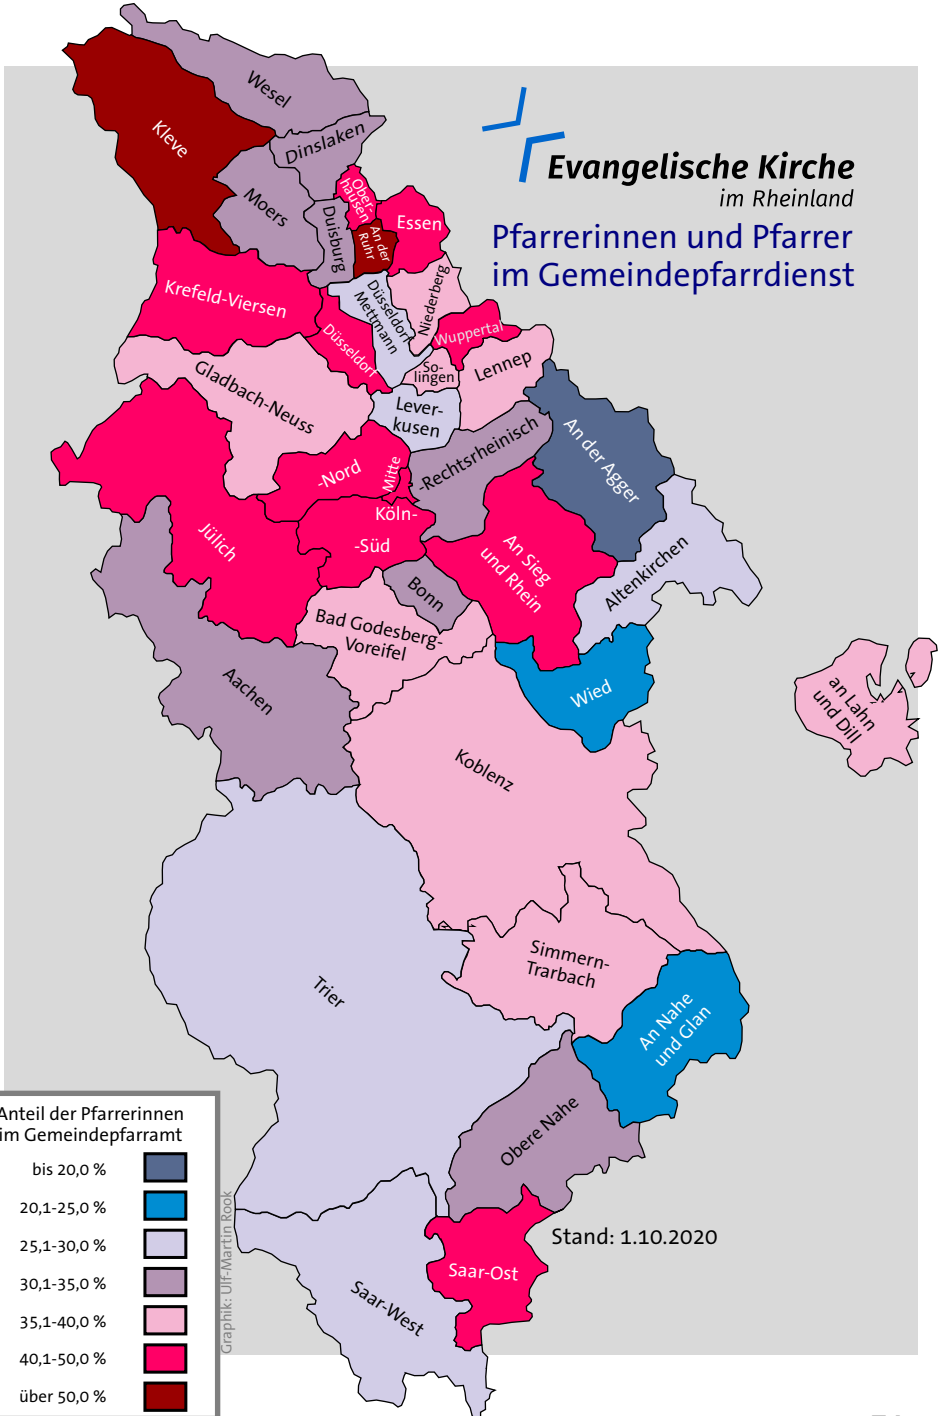 Evangelische Kirche
im Rheinland
Pfarrerinnen und Pfarrer
im Gemeindepfarrdienst
Wesel
Kleve
Dinslaken
Moers
Duisburg
Ober-
hausen
An der
Ruhr
Essen
Krefeld-Viersen
Düsseldorf
Düsseldorf
Mettmann
Niederberg
Wuppertal
So-
lingen
Lennep
Gladbach-Neuss
Lever-
kusen
-Nord
Mitte
-Rechtsrheinisch
An der Agger
Köln-
-Süd
Jülich
An Sieg
und Rhein
Altenkirchen
Bonn
Bad Godesberg-
Voreifel
Aachen
Wied
an Lahn
und Dill
Koblenz
Simmern-
Trarbach
Trier
An Nahe
und Glan
Obere Nahe
Saar-Ost
Saar-West
Stand: 1.10.2020
Anteil der Pfarrerinnen
im Gemeindepfarramt
bis 20,0 %
20,1-25,0 %
25,1-30,0 %
30,1-35,0 %
35,1-40,0 %
40,1-50,0 %
über 50,0 %
Graphik: Ulf-Martin Rook